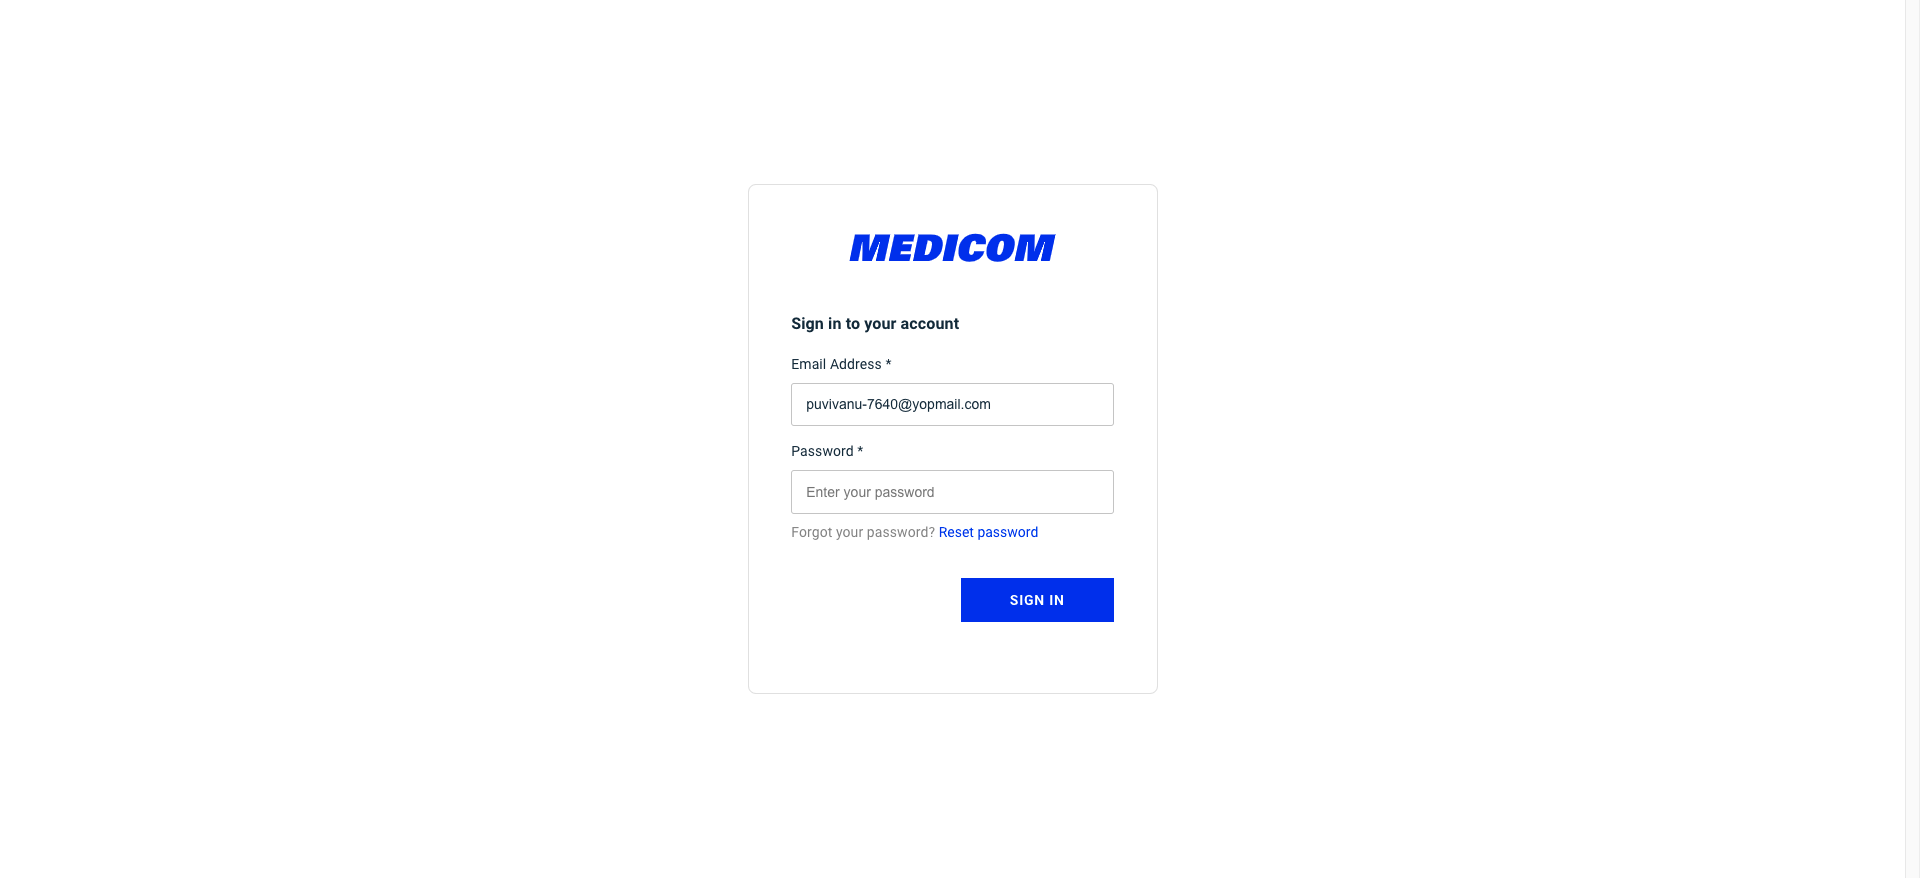 MEDICOM
Sign in to your account
Email Address *
puvivanu-7640@yopmail.com
Password *
Enter your password
Forgot your password? Reset password
SIGN IN